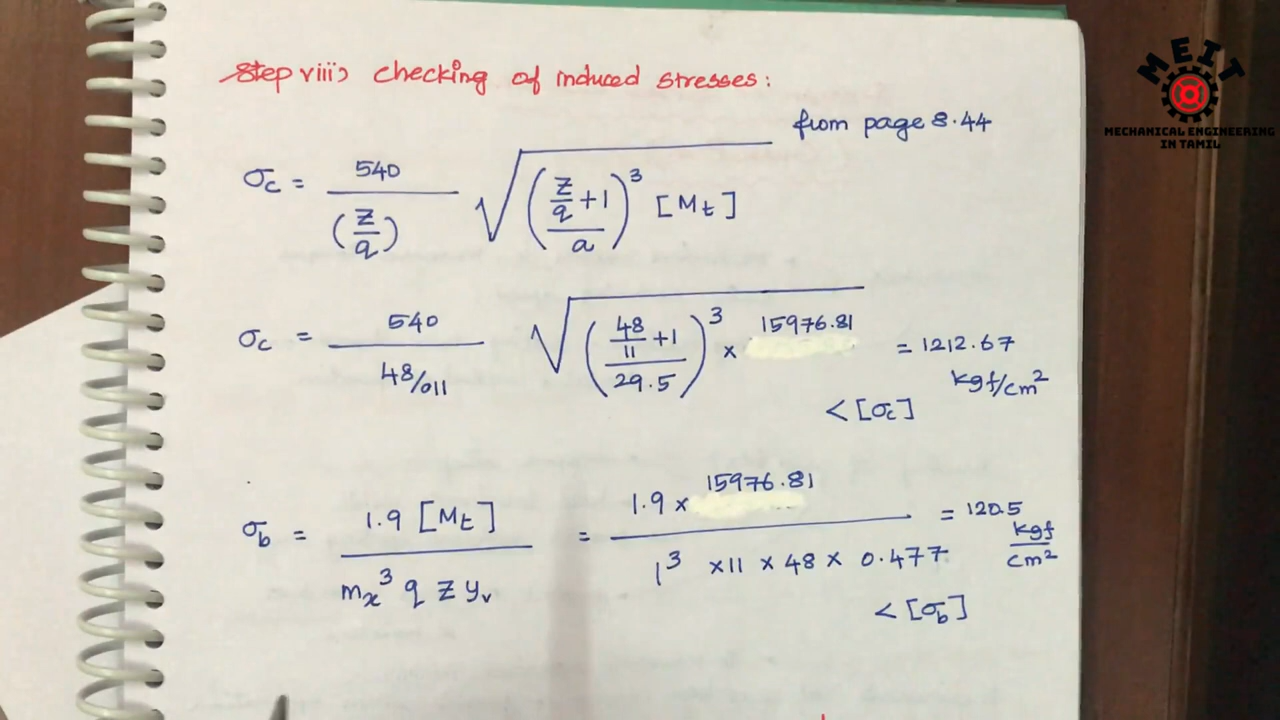 Step viii) checking of induced stresses:
from page 8.44
σc = 540 / (z/q) √(((z/q + 1)/a)³ [Mt])
σc = 540 / 48/011 √(((48/11 + 1)/29.5)³ × 15976.81) = 1212.67 kgf/cm²
< [σc]
σb = 1.9 [Mt] / mx³ q z yv = 1.9 × 15976.81 / 1³ × 11 × 48 × 0.477 = 120.5 kgf/cm²
< [σb]
MEIT
MECHANICAL ENGINEERING
IN TAMIL